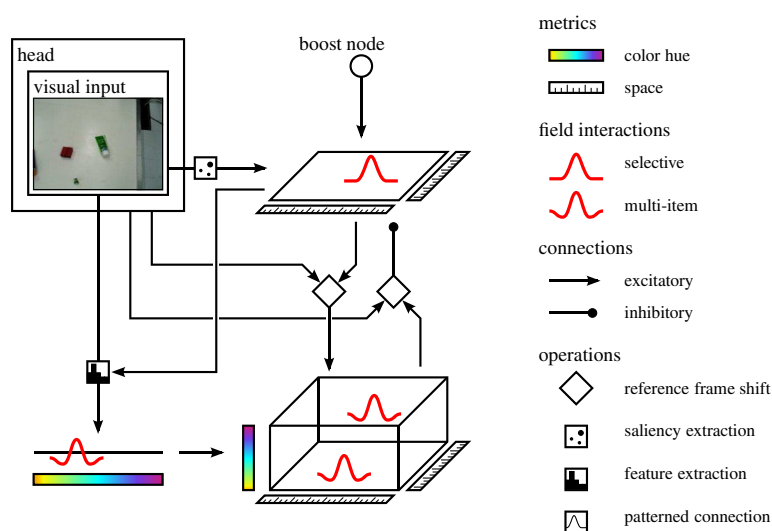 head
visual input
boost node
metrics
color hue
space
field interactions
selective
multi-item
connections
excitatory
inhibitory
operations
reference frame shift
saliency extraction
feature extraction
patterned connection